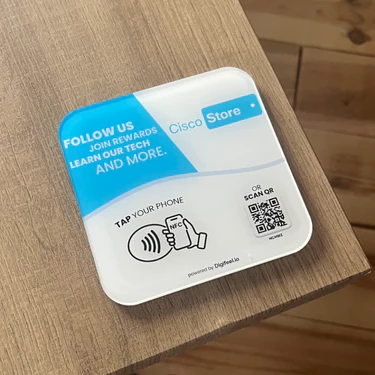 FOLLOW US
JOIN REWARDS
LEARN OUR TECH
AND MORE.
Cisco Store
TAP YOUR PHONE
NFC
OR
SCAN QR
powered by Digifeel.io